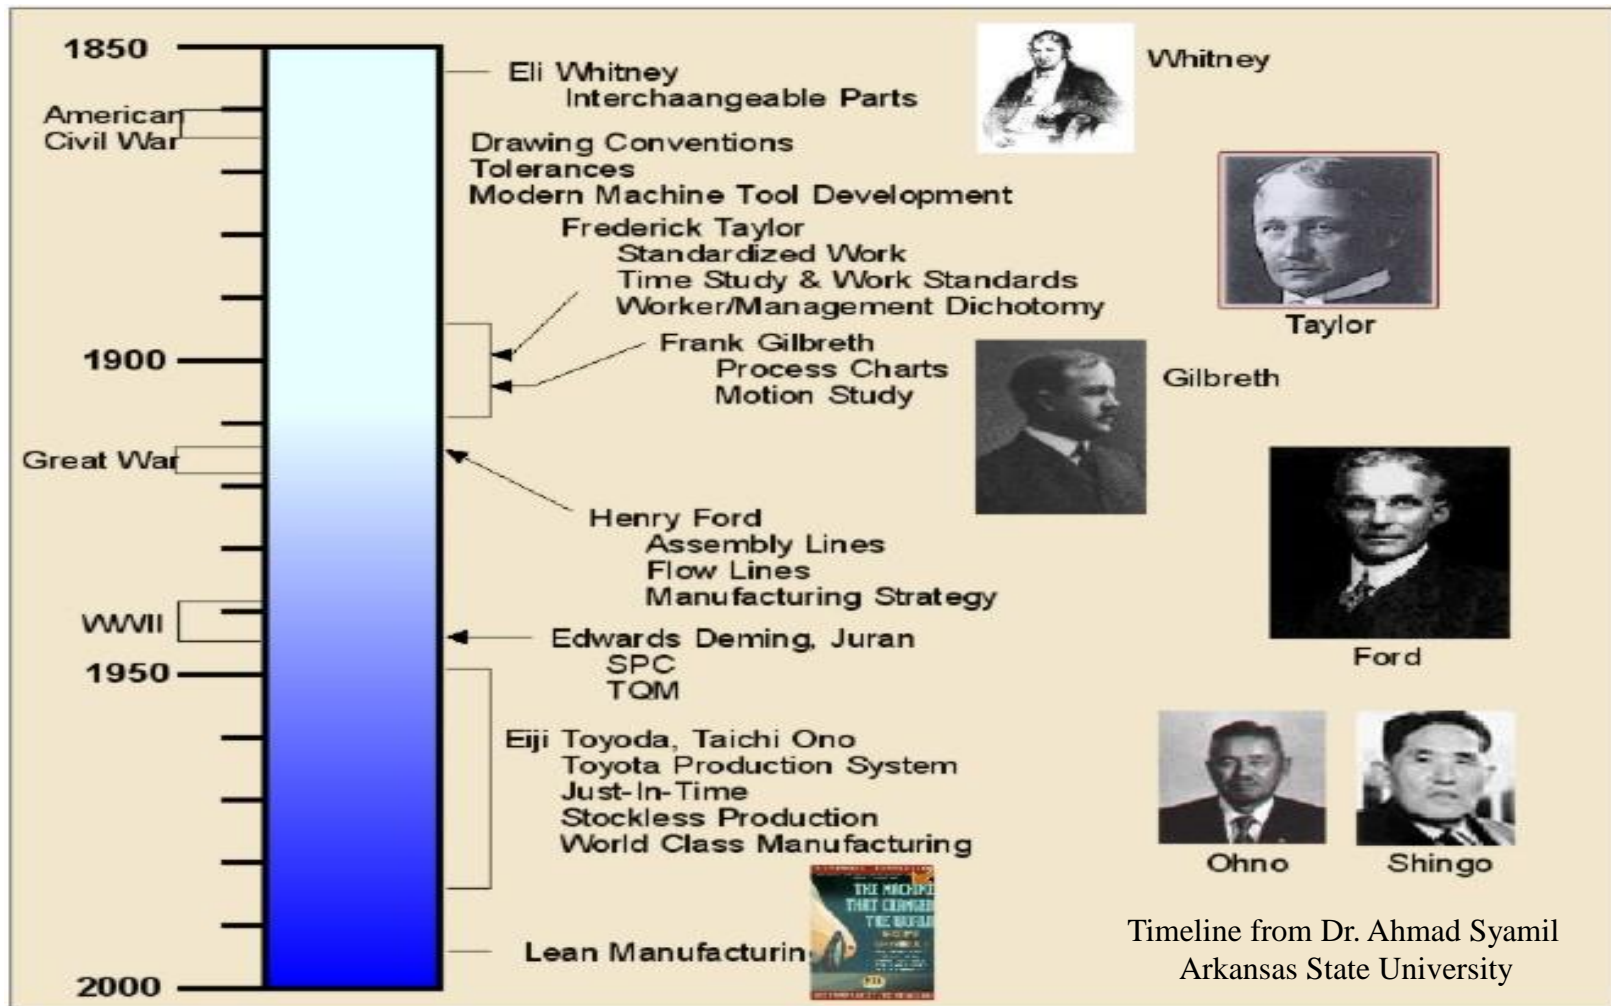 1850
Eli Whitney
Interchaangeable Parts
Whitney
American
Civil War
Drawing Conventions
Tolerances
Modern Machine Tool Development
Frederick Taylor
Standardized Work
Time Study & Work Standards
Worker/Management Dichotomy
Taylor
1900
Frank Gilbreth
Process Charts
Motion Study
Gilbreth
Great War
Henry Ford
Assembly Lines
Flow Lines
Manufacturing Strategy
Ford
WWII
Edwards Deming, Juran
SPC
TQM
1950
Eiji Toyoda, Taichi Ono
Toyota Production System
Just-In-Time
Stockless Production
World Class Manufacturing
Ohno
Shingo
THE MACHINE
THAT CHANGED
THE WORLD
Lean Manufacturin
2000
Timeline from Dr. Ahmad Syamil
Arkansas State University